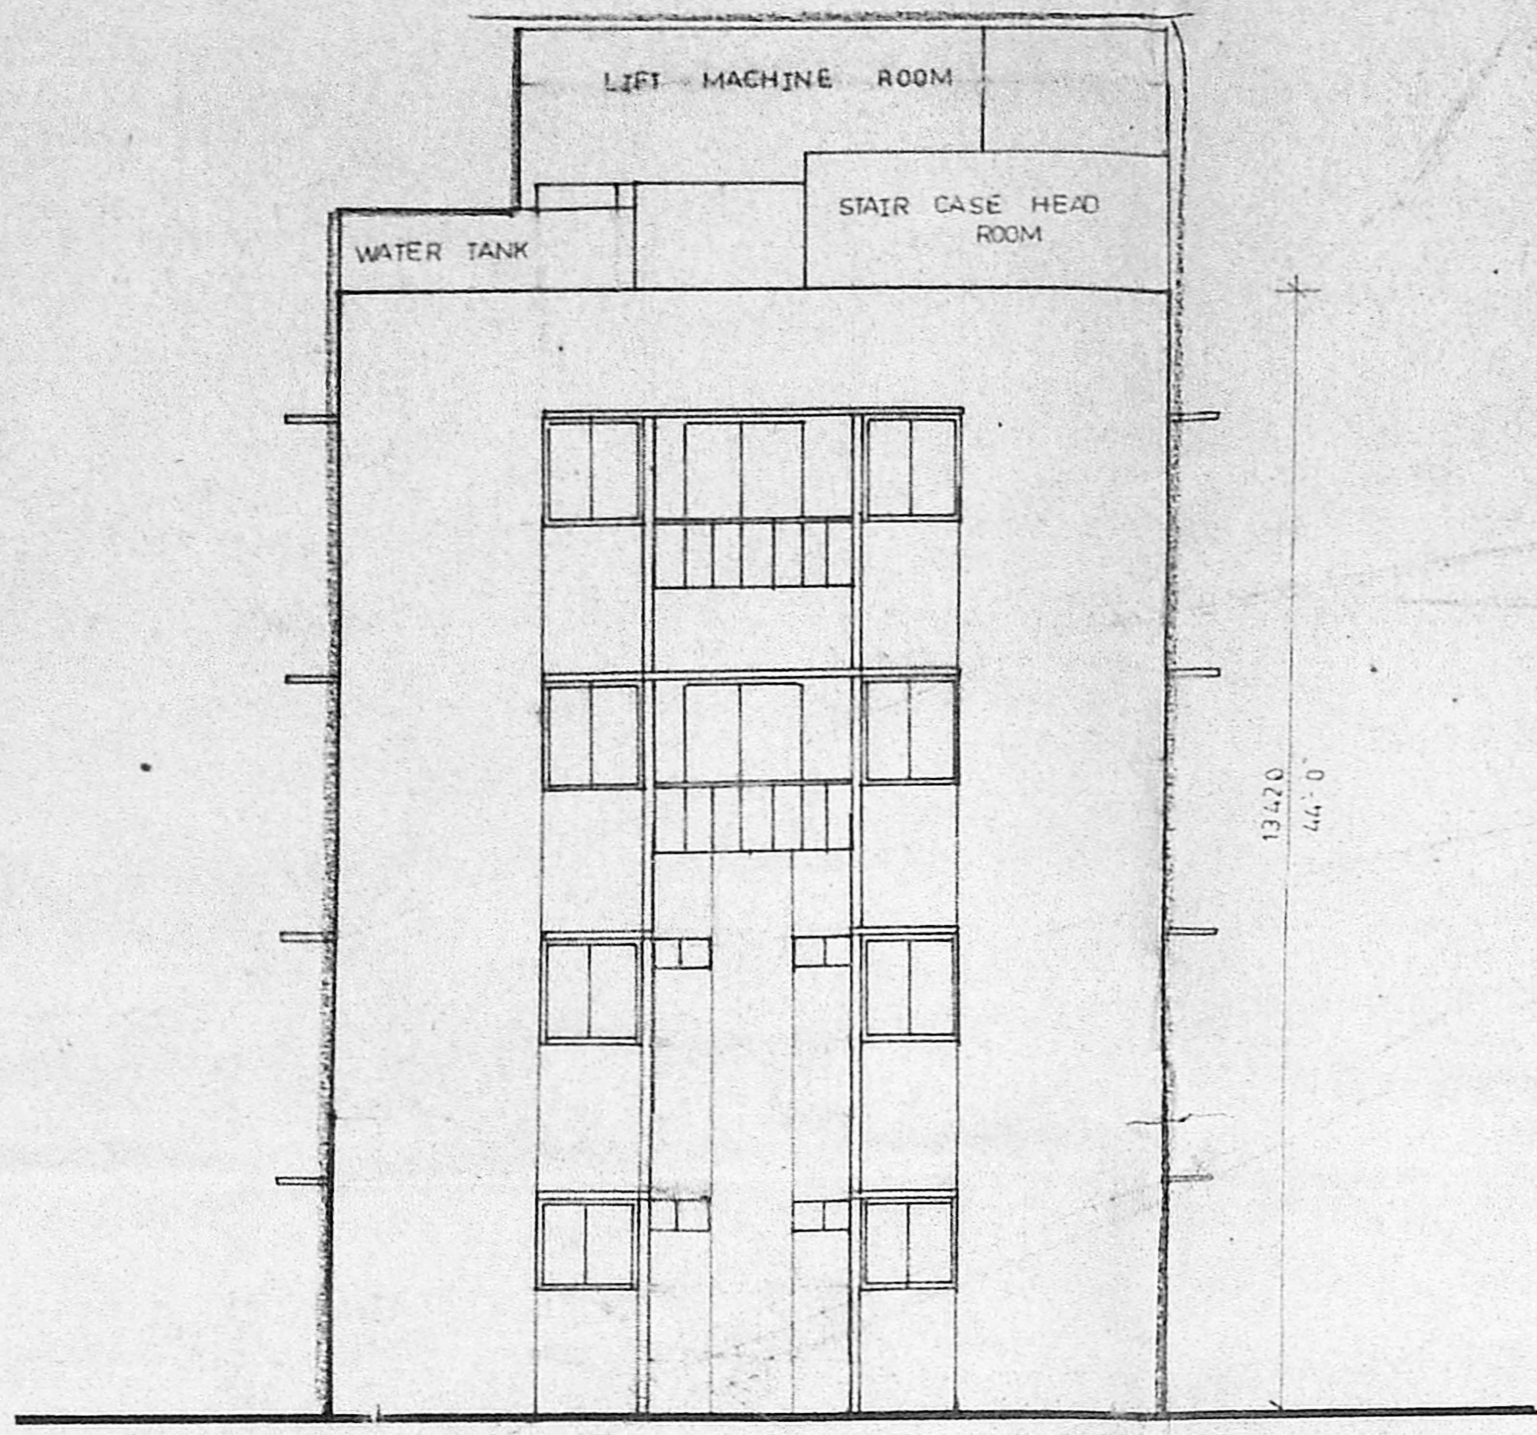 LIFT MACHINE ROOM
STAIR CASE HEAD
ROOM
WATER TANK
13420
44'-0"